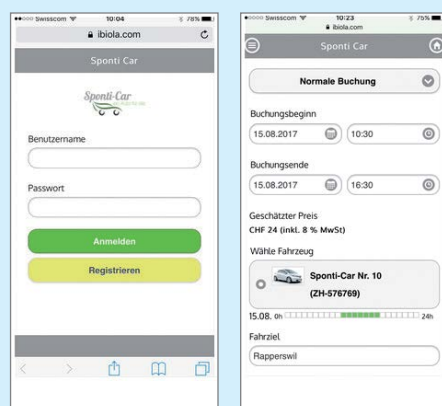 Swisscom 10:04 78%
ibiola.com
Sponti Car
Sponti-Car
Benutzername
Passwort
Anmelden
Registrieren
Swisscom 10:23 75%
ibiola.com
Sponti Car
Normale Buchung
Buchungsbeginn
15.08.2017 10:30
Buchungsende
15.08.2017 16:30
Geschätzter Preis
CHF 24 (inkl. 8 % MwSt)
Wähle Fahrzeug
Sponti-Car Nr. 10
(ZH-576769)
15.08. 0h 24h
Fahrziel
Rapperswil